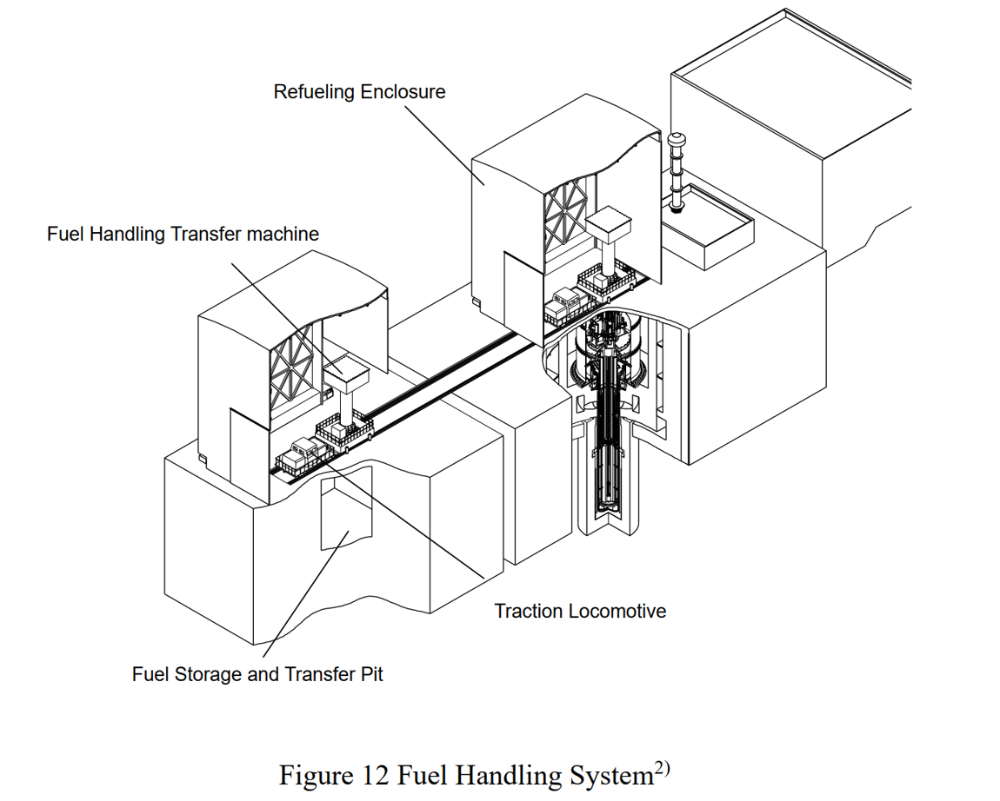 Refueling Enclosure
Fuel Handling Transfer machine
Traction Locomotive
Fuel Storage and Transfer Pit
Figure 12 Fuel Handling System2)